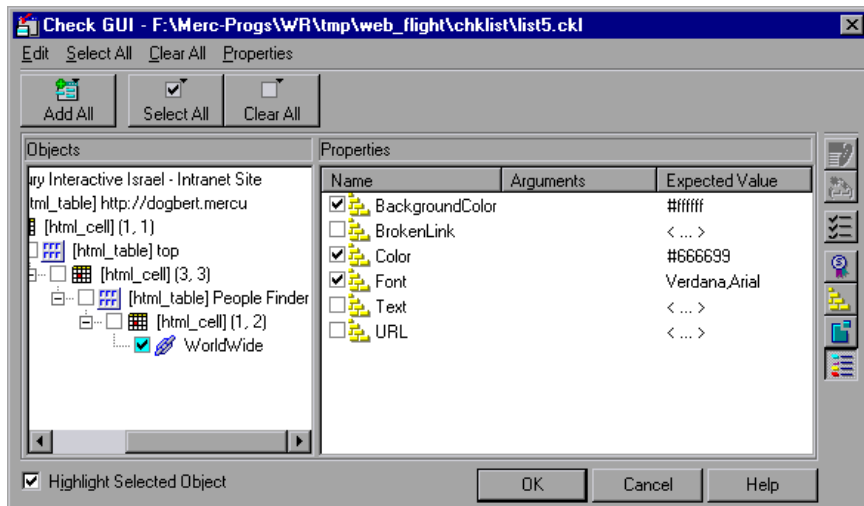 Check GUI - F:\Merc-Progs\WR\tmp\web_flight\chklist\list5.ckl
Edit Select All Clear All Properties
Add All Select All Clear All
Objects
ury Interactive Israel - Intranet Site
tml_table] http://dogbert.mercu
[html_cell] (1, 1)
[html_table] top
[html_cell] (3, 3)
[html_table] People Finder
[html_cell] (1, 2)
WorldWide
Properties
Name Arguments Expected Value
BackgroundColor #ffffff
BrokenLink < ... >
Color #666699
Font Verdana,Arial
Text < ... >
URL < ... >
Highlight Selected Object
OK Cancel Help